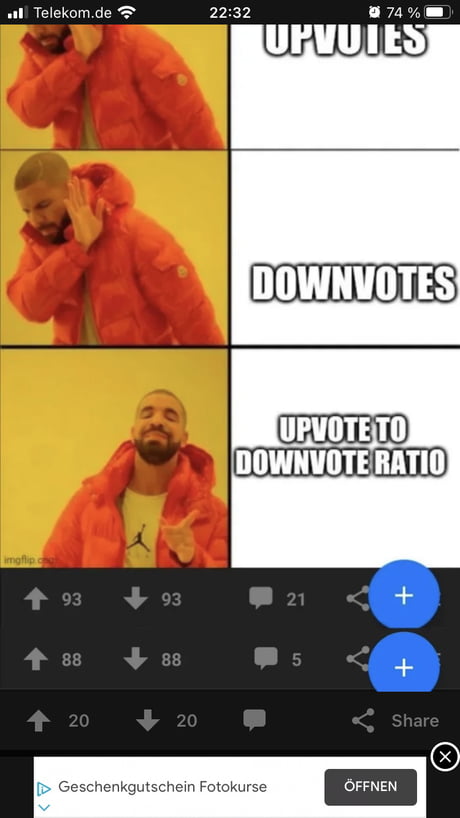 Telekom.de 22:32 74 %
UPVOTES
DOWNVOTES
UPVOTE TO
DOWNVOTE RATIO
93 93 21
88 88 5
20 20 Share
Geschenkgutschein Fotokurse
ÖFFNEN